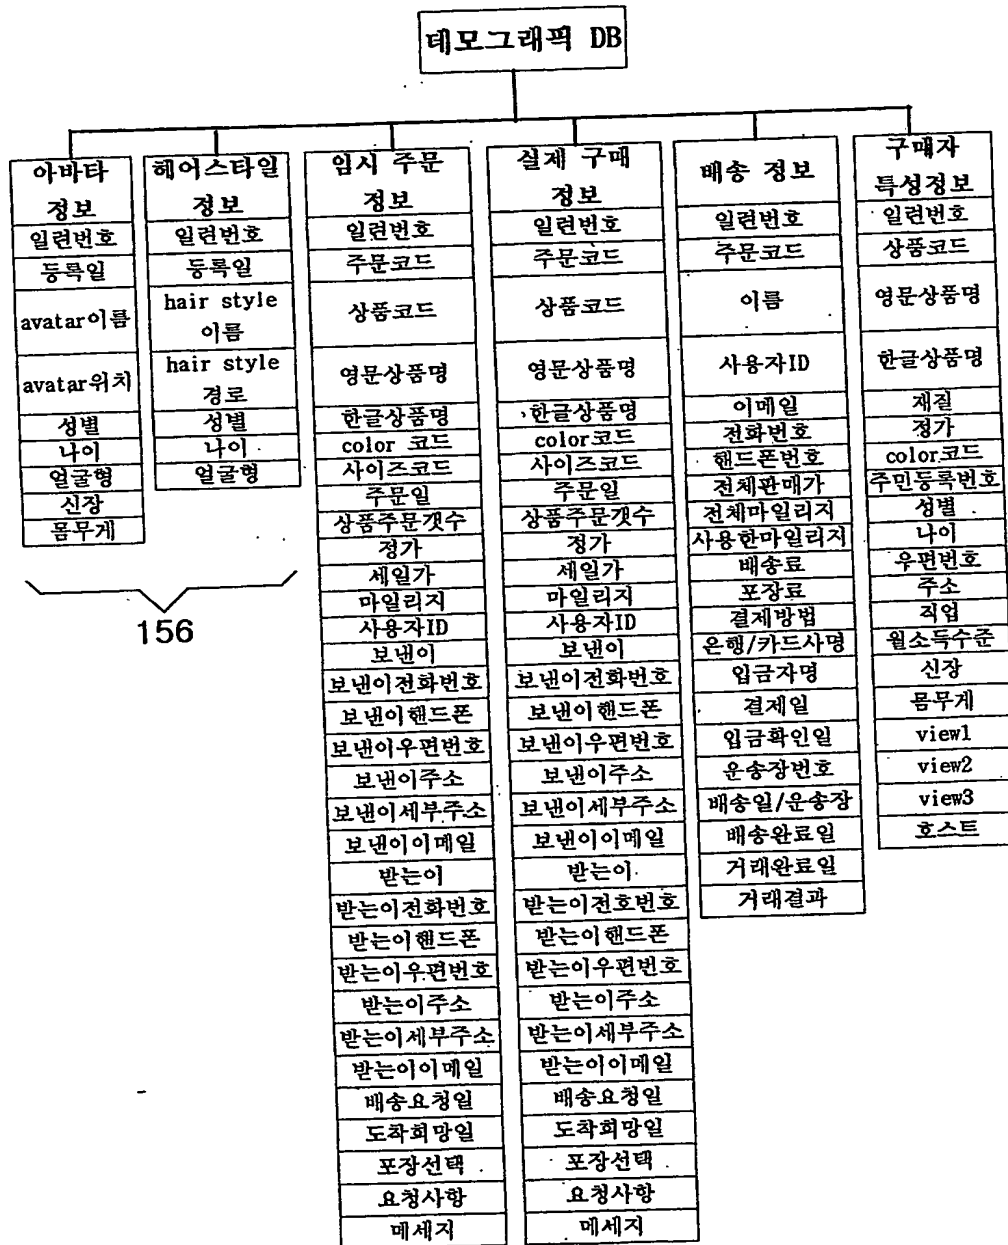 데모그래픽 DB
아바타
정보
일련번호
등록일
avatar이름
avatar위치
성별
나이
얼굴형
신장
몸무게
156
헤어스타일
정보
일련번호
등록일
hair style
이름
hair style
경로
성별
나이
얼굴형
임시 주문
정보
일련번호
주문코드
상품코드
영문상품명
한글상품명
color 코드
사이즈코드
주문일
상품주문갯수
정가
세일가
마일리지
사용자ID
보낸이
보낸이전화번호
보낸이핸드폰
보낸이우편번호
보낸이주소
보낸이세부주소
보낸이이메일
받는이
받는이전화번호
받는이핸드폰
받는이우편번호
받는이주소
받는이세부주소
받는이이메일
배송요청일
도착희망일
포장선택
요청사항
메세지
실제 구매
정보
일련번호
주문코드
상품코드
영문상품명
한글상품명
color코드
사이즈코드
주문일
상품주문갯수
정가
세일가
마일리지
사용자ID
보낸이
보낸이전화번호
보낸이핸드폰
보낸이우편번호
보낸이주소
보낸이세부주소
보낸이이메일
받는이
받는이전호번호
받는이핸드폰
받는이우편번호
받는이주소
받는이세부주소
받는이이메일
배송요청일
도착희망일
포장선택
요청사항
메세지
배송 정보
일련번호
주문코드
이름
사용자ID
이메일
전화번호
핸드폰번호
전체판매가
전체마일리지
사용한마일리지
배송료
포장료
결제방법
은행/카드사명
입금자명
결제일
입금확인일
운송장번호
배송일/운송장
배송완료일
거래완료일
거래결과
구매자
특성정보
일련번호
상품코드
영문상품명
한글상품명
재질
정가
color코드
주민등록번호
성별
나이
우편번호
주소
직업
월소득수준
신장
몸무게
view1
view2
view3
호스트